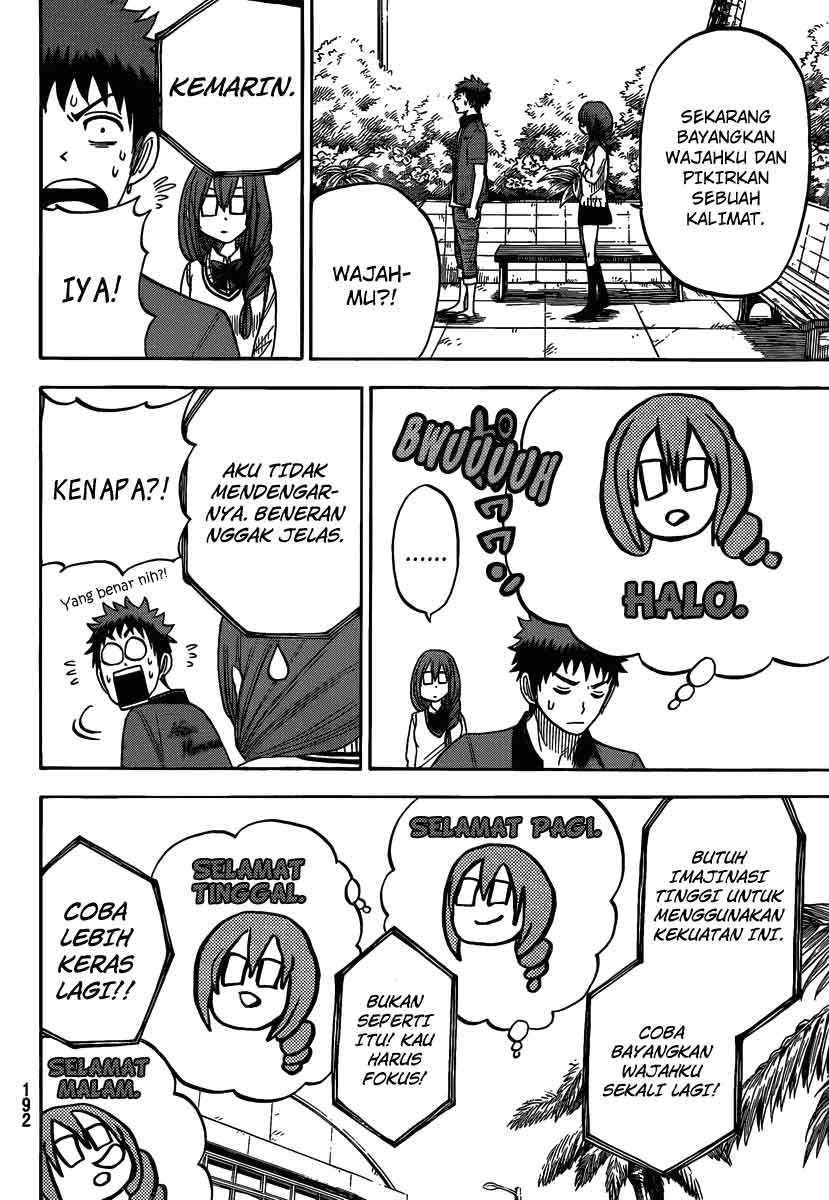 SEKARANG
BAYANGKAN
WAJAHKU DAN
PIKIRKAN
SEBUAH
KALIMAT.
WAJAH-
MU?!
KEMARIN.
IYA!
HALO.
LO
BWUUUUUH
......
AKU TIDAK
MENDENGAR-
NYA. BENERAN
NGGAK JELAS.
KENAPA?!
Yang benar nih?!
BUTUH
IMAJINASI
TINGGI UNTUK
MENGGUNAKAN
KEKUATAN INI.
COBA
BAYANGKAN
WAJAHKU
SEKALI LAGI!
SELAMAT PAGI.
BUKAN
SEPERTI
ITU! KAU
HARUS
FOKUS!
SELAMAT
TINGGAL.
COBA
LEBIH
KERAS
LAGI!!
SELAMAT
MALAM.
192